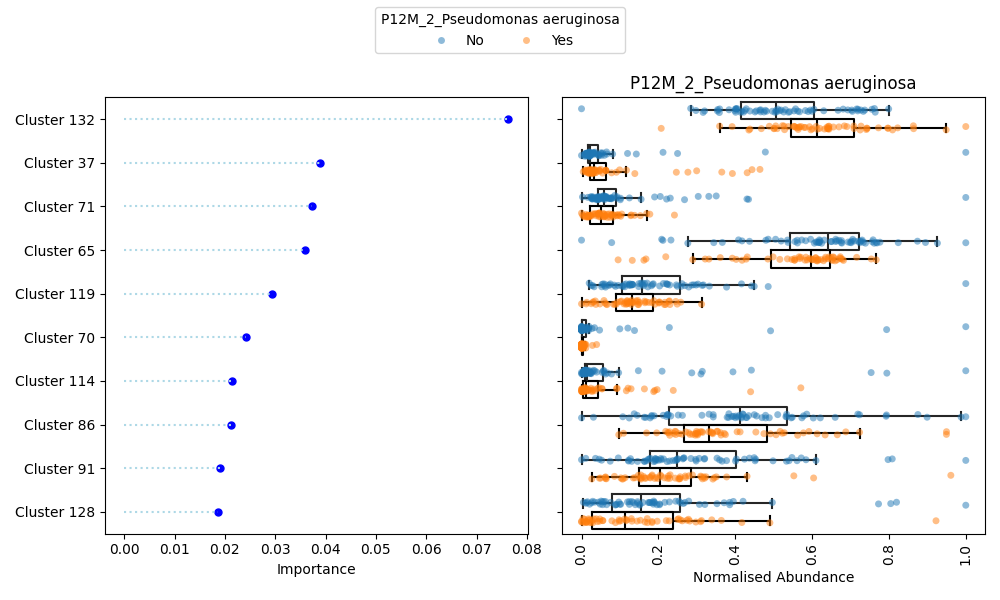 P12M_2_Pseudomonas aeruginosa
No Yes
P12M_2_Pseudomonas aeruginosa
Cluster 132
Cluster 37
Cluster 71
Cluster 65
Cluster 119
Cluster 70
Cluster 114
Cluster 86
Cluster 91
Cluster 128
0.00 0.01 0.02 0.03 0.04 0.05 0.06 0.07 0.08
Importance
0.0 0.2 0.4 0.6 0.8 1.0
Normalised Abundance